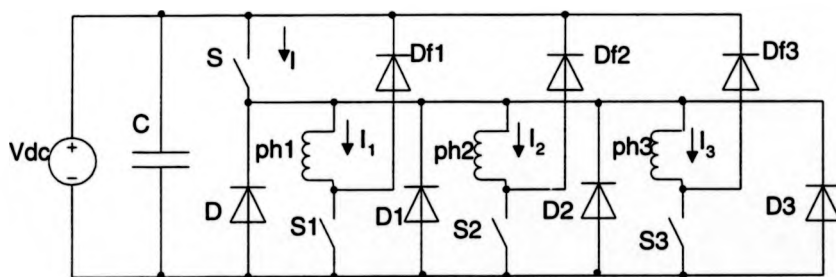 S I Df1 Df2 Df3
C
Vdc + − ph1 I1 ph2 I2 ph3 I3
D S1 D1 S2 D2 S3 D3